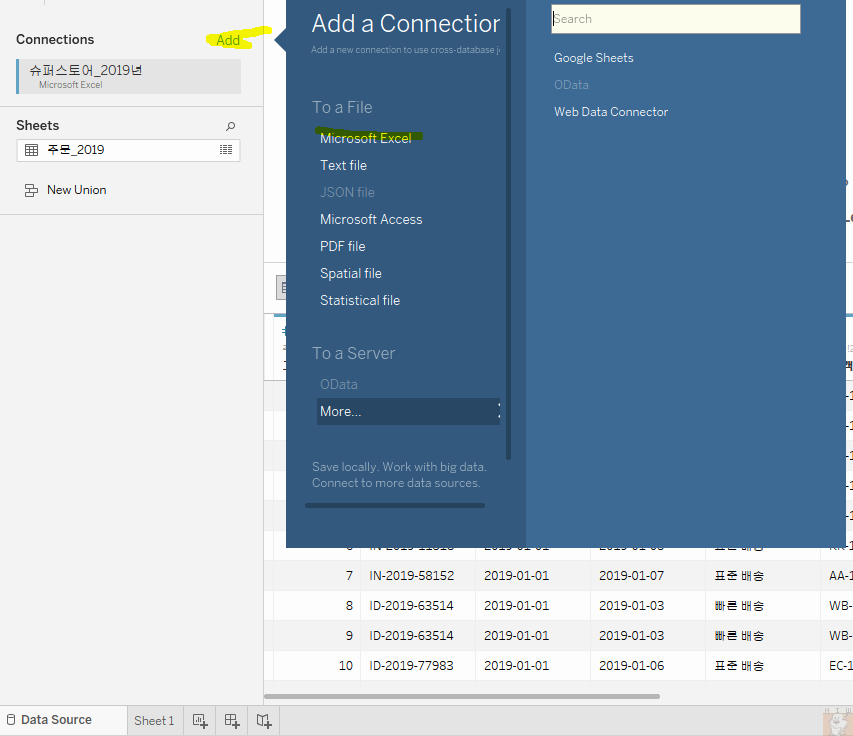 Connections
Add
슈퍼스토어_2019년
Microsoft Excel
Sheets
주문_2019
New Union
Add a Connection
Add a new connection to use cross-database
To a File
Microsoft Excel
Text file
JSON file
Microsoft Access
PDF file
Spatial file
Statistical file
To a Server
OData
More...
Save locally. Work with big data.
Connect to more data sources.
Search
Google Sheets
OData
Web Data Connector
7 IN-2019-58152 2019-01-01 2019-01-07 표준 배송 AA-1
8 ID-2019-63514 2019-01-01 2019-01-03 빠른 배송 WB-
9 ID-2019-63514 2019-01-01 2019-01-03 빠른 배송 WB-
10 ID-2019-77983 2019-01-01 2019-01-06 표준 배송 EC-1
Data Source
Sheet 1